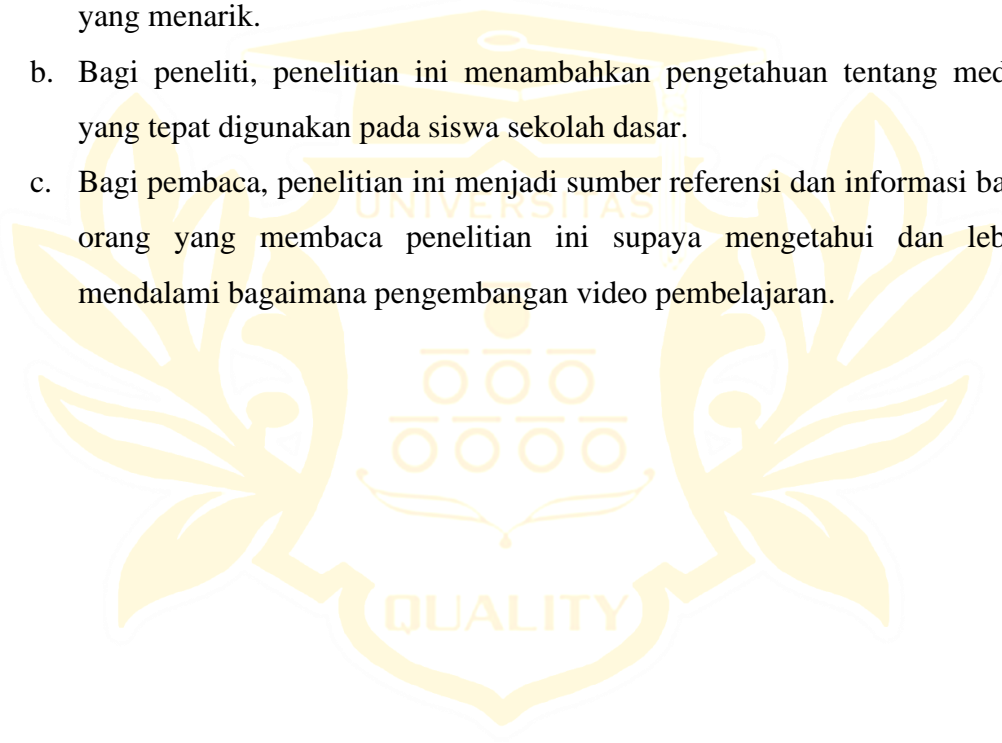 yang menarik.
b. Bagi peneliti, penelitian ini menambahkan pengetahuan tentang med
yang tepat digunakan pada siswa sekolah dasar.
c. Bagi pembaca, penelitian ini menjadi sumber referensi dan informasi ba
UNIVERSITAS
orang yang membaca penelitian ini supaya mengetahui dan leb
mendalami bagaimana pengembangan video pembelajaran.
QUALITY